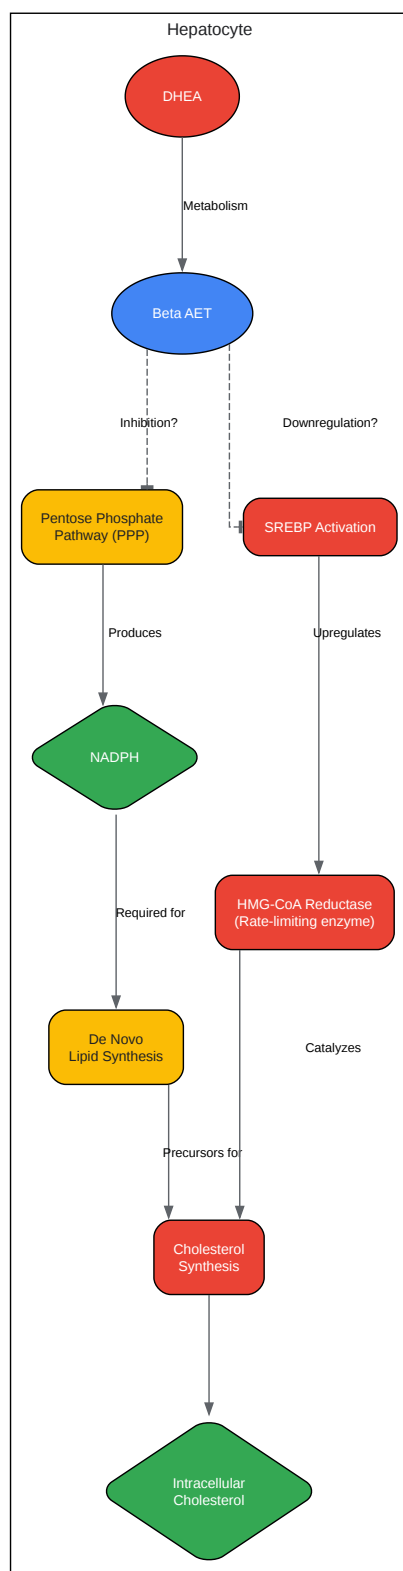 Hepatocyte
DHEA
Metabolism
Beta AET
Inhibition?
Downregulation?
Pentose Phosphate
Pathway (PPP)
SREBP Activation
Produces
Upregulates
NADPH
HMG-CoA Reductase
(Rate-limiting enzyme)
Required for
De Novo
Lipid Synthesis
Catalyzes
Precursors for
Cholesterol
Synthesis
Intracellular
Cholesterol